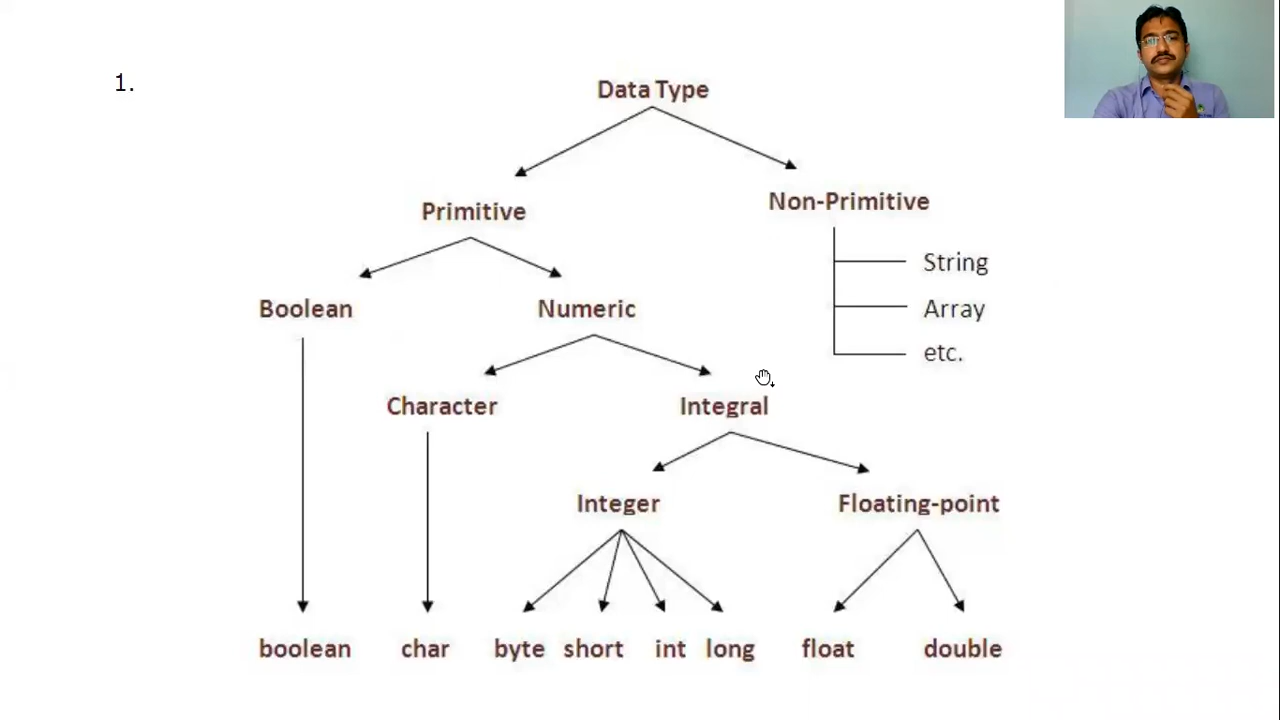 1.
Data Type
Primitive
Non-Primitive
String
Array
etc.
Boolean
Numeric
Character
Integral
Integer
Floating-point
boolean char byte short int long float double